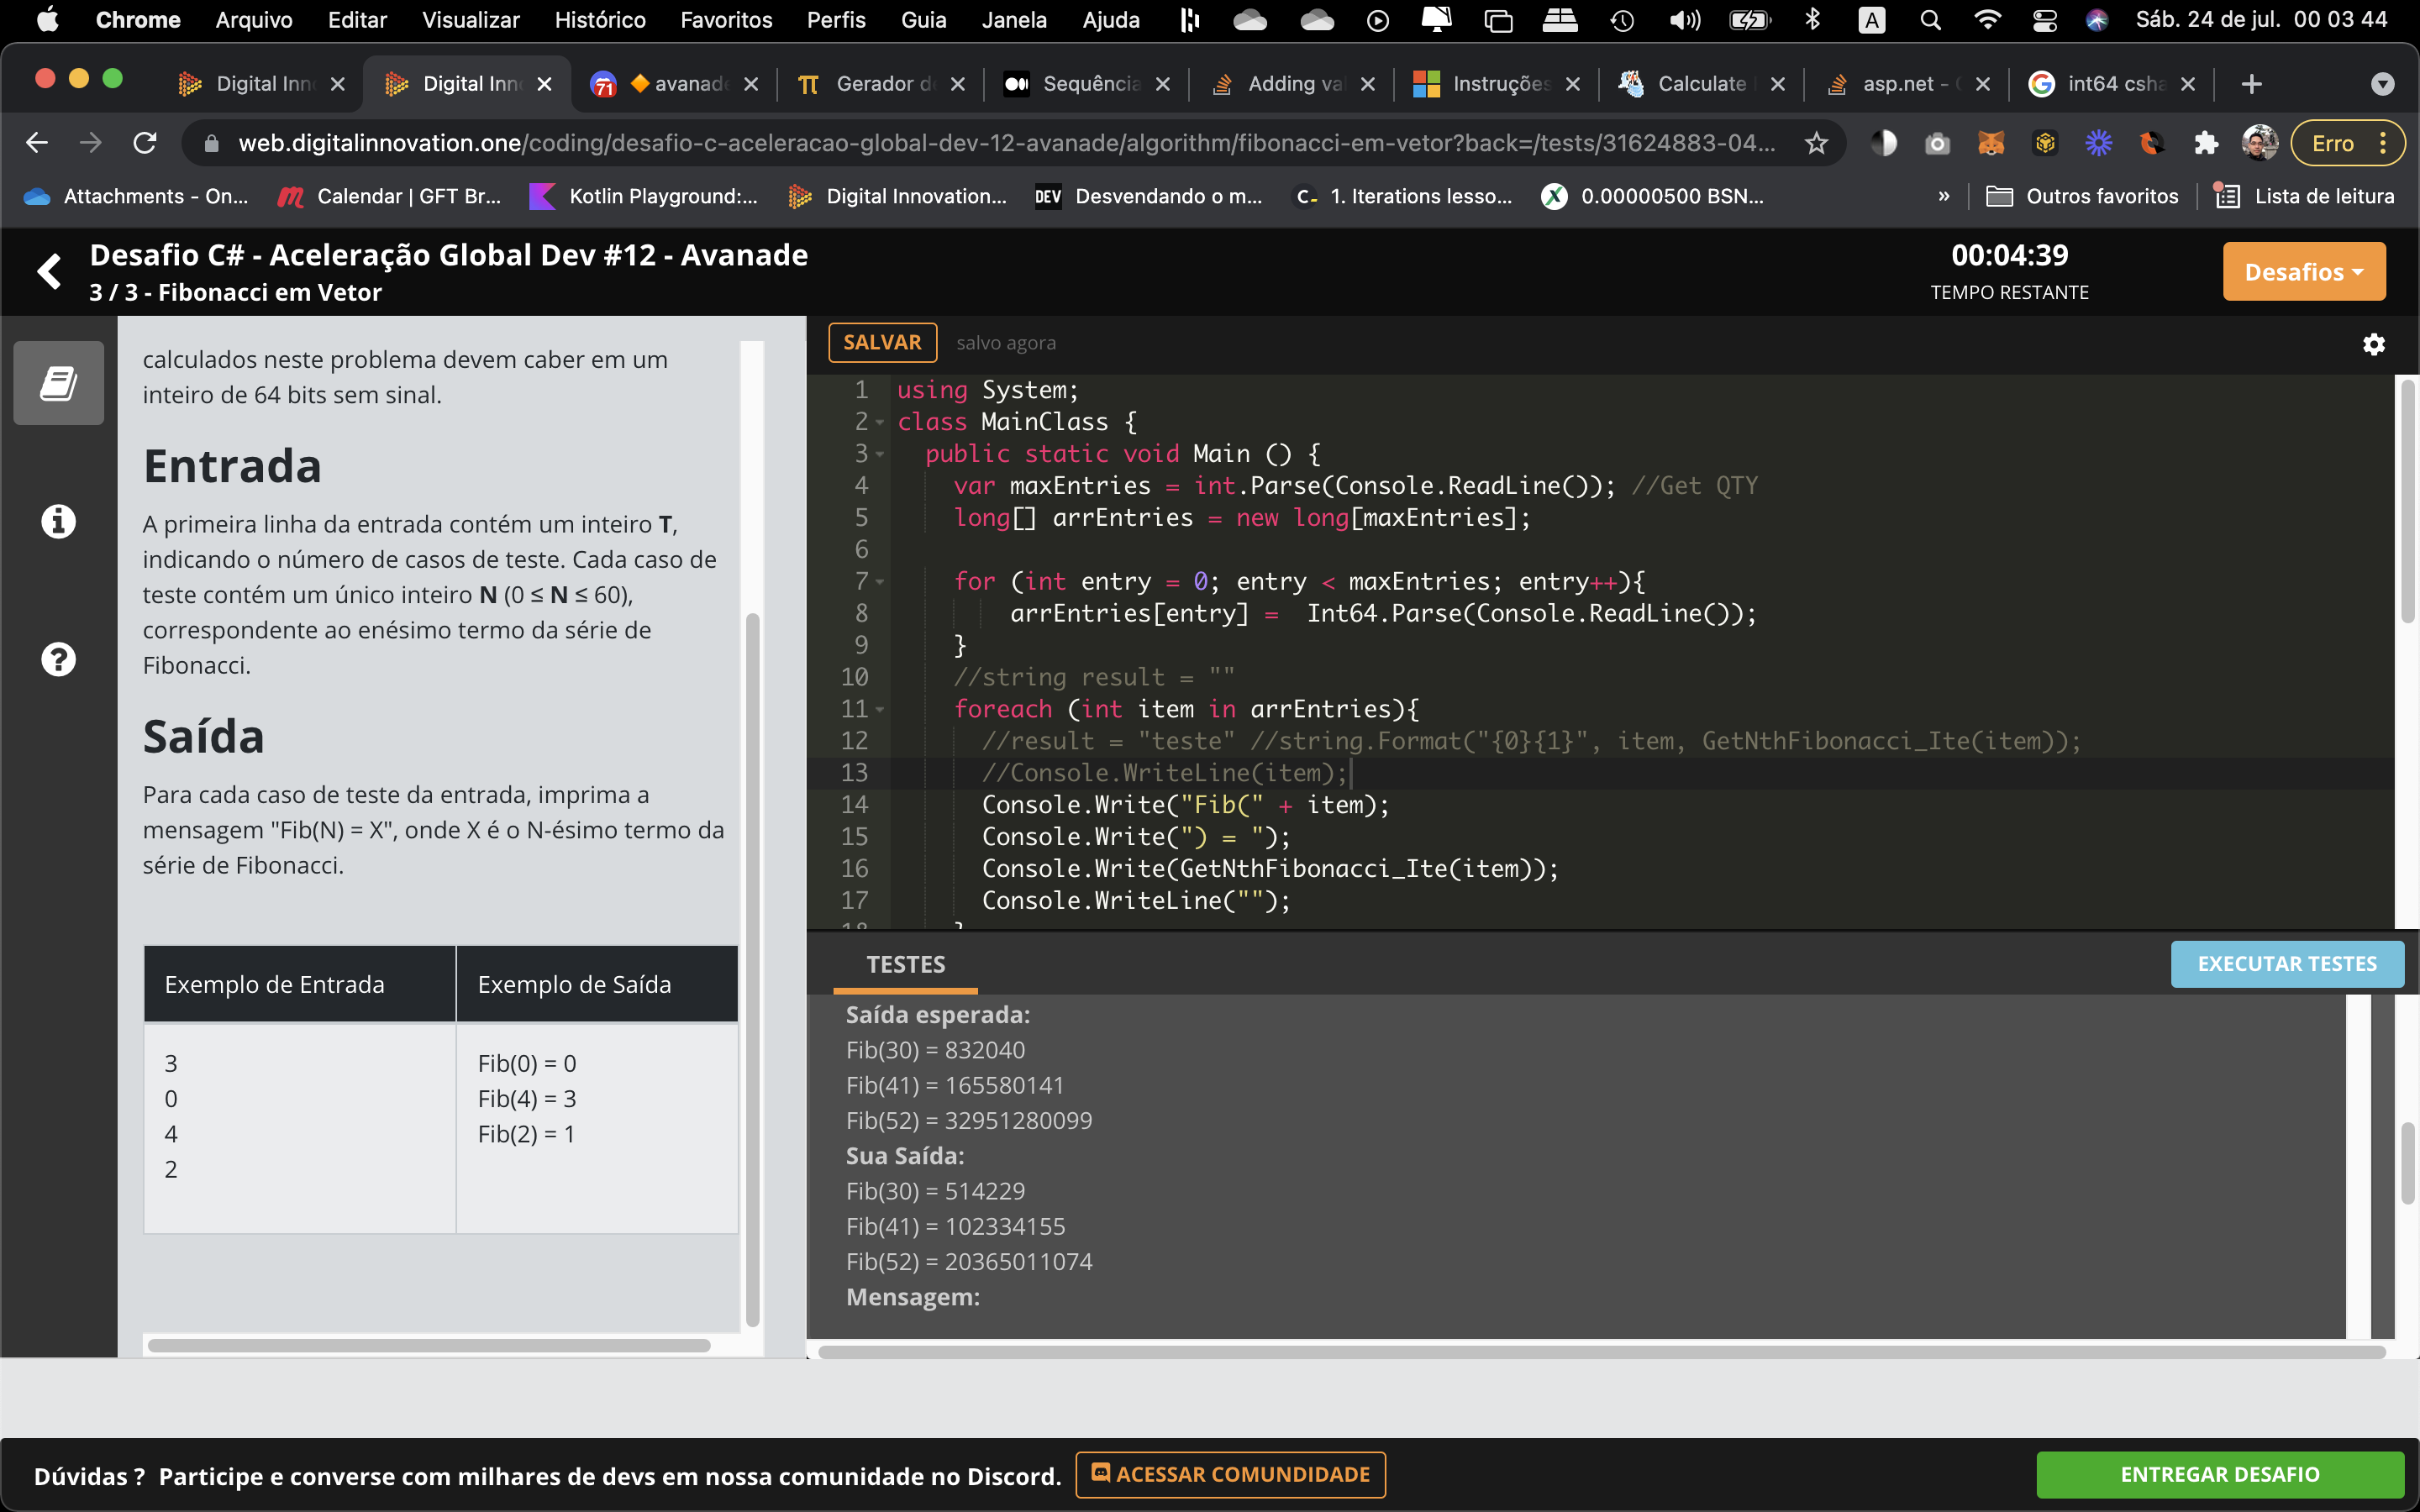 Chrome Arquivo Editar Visualizar Histórico Favoritos Perfis Guia Janela Ajuda A Sáb. 24 de jul. 00 03 44
Digital Inn Digital Inn 71 avanade Gerador d Sequência Adding va Instruções Calculate asp.net - int64 csha
web.digitalinnovation.one/coding/desafio-c-aceleracao-global-dev-12-avanade/algorithm/fibonacci-em-vetor?back=/tests/31624883-04... Erro
Attachments - On... Calendar | GFT Br... Kotlin Playground:... Digital Innovation... DEV Desvendando o m... C_ 1. Iterations lesso... 0.00000500 BSN... » Outros favoritos Lista de leitura
Desafio C# - Aceleração Global Dev #12 - Avanade
3 / 3 - Fibonacci em Vetor
00:04:39
TEMPO RESTANTE
Desafios
calculados neste problema devem caber em um
inteiro de 64 bits sem sinal.
Entrada
A primeira linha da entrada contém um inteiro T,
indicando o número de casos de teste. Cada caso de
teste contém um único inteiro N (0 ≤ N ≤ 60),
correspondente ao enésimo termo da série de
Fibonacci.
Saída
Para cada caso de teste da entrada, imprima a
mensagem "Fib(N) = X", onde X é o N-ésimo termo da
série de Fibonacci.
Exemplo de Entrada Exemplo de Saída
3 Fib(0) = 0
0 Fib(4) = 3
4 Fib(2) = 1
2
SALVAR salvo agora
1 using System;
2 class MainClass {
3 public static void Main () {
4 var maxEntries = int.Parse(Console.ReadLine()); //Get QTY
5 long[] arrEntries = new long[maxEntries];
6
7 for (int entry = 0; entry < maxEntries; entry++){
8 arrEntries[entry] =  Int64.Parse(Console.ReadLine());
9 }
10 //string result = ""
11 foreach (int item in arrEntries){
12 //result = "teste" //string.Format("{0}{1}", item, GetNthFibonacci_Ite(item));
13 //Console.WriteLine(item);
14 Console.Write("Fib(" + item);
15 Console.Write(") = ");
16 Console.Write(GetNthFibonacci_Ite(item));
17 Console.WriteLine("");
18 }
TESTES
EXECUTAR TESTES
Saída esperada:
Fib(30) = 832040
Fib(41) = 165580141
Fib(52) = 32951280099
Sua Saída:
Fib(30) = 514229
Fib(41) = 102334155
Fib(52) = 20365011074
Mensagem:
Dúvidas ? Participe e converse com milhares de devs em nossa comunidade no Discord. ACESSAR COMUNDIDADE ENTREGAR DESAFIO